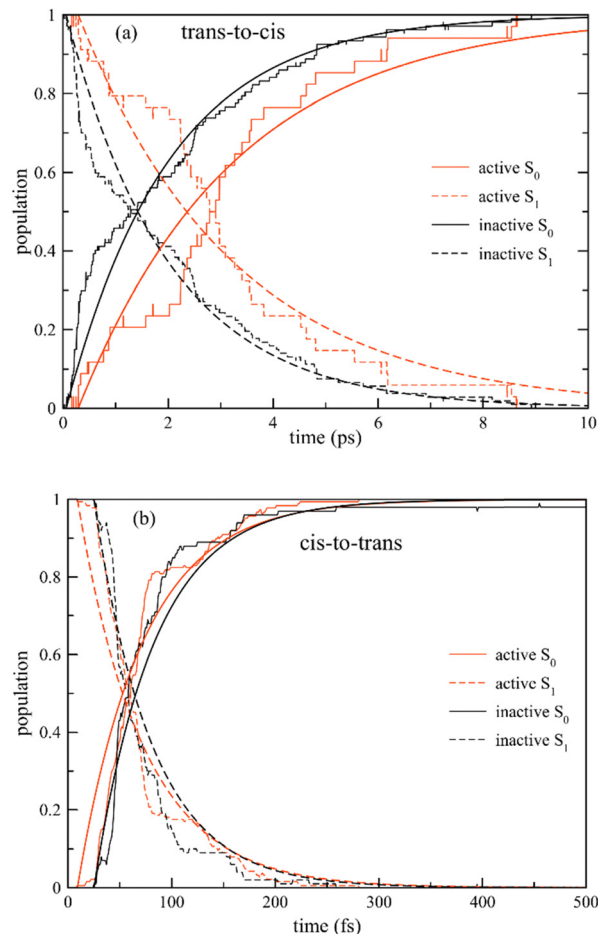 (a)
trans-to-cis
1
0.8
0.6
0.4
0.2
0
population
active S0
active S1
inactive S0
inactive S1
0 2 4 6 8 10
time (ps)
(b)
cis-to-trans
1
0.8
0.6
0.4
0.2
0
population
active S0
active S1
inactive S0
inactive S1
0 100 200 300 400 500
time (fs)